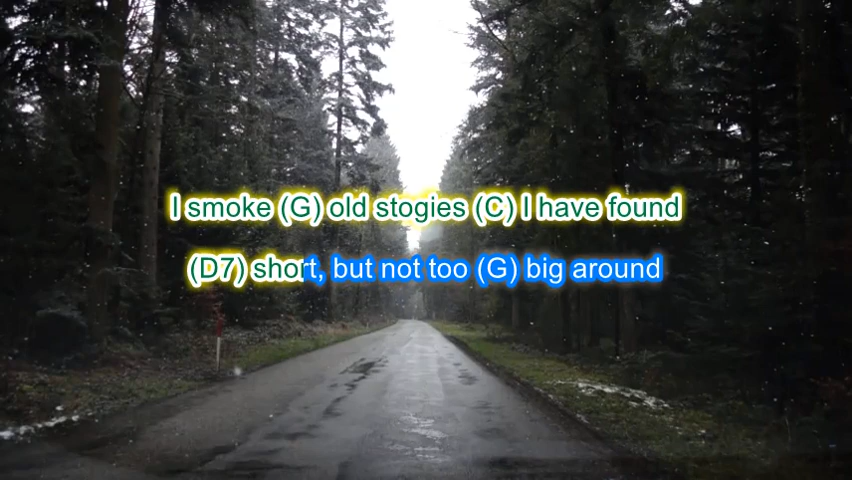 I smoke (G) old stogies (C) I have found
(D7) short, but not too (G) big around